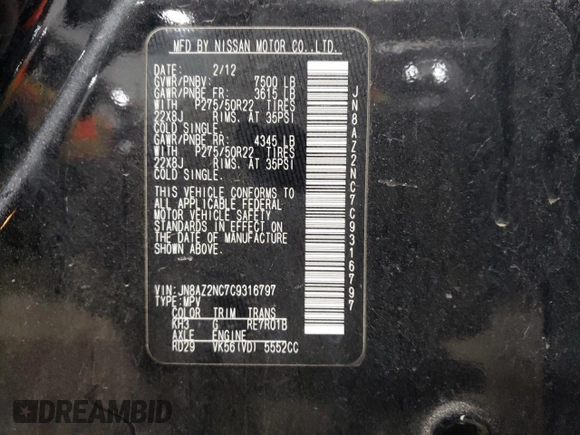 MFD BY NISSAN MOTOR CO.,LTD.
DATE: 2/12
GVWR/PNBV: 7500 LB
GAWR/PNBE FR: 3615 LB
WITH P275/50R22 TIRES
22X8J RIMS. AT 35PSI
COLD SINGLE.
GAWR/PNBE RR: 4345 LB
WITH P275/50R22 TIRES
22X8J RIMS. AT 35PSI
COLD SINGLE.
THIS VEHICLE CONFORMS TO
ALL APPLICABLE FEDERAL
MOTOR VEHICLE SAFETY
STANDARDS IN EFFECT ON
THE DATE OF MANUFACTURE
SHOWN ABOVE.
VIN: JN8AZ2NC7C9316797
TYPE: MPV
COLOR TRIM TRANS
KH3 G RE7R01B
AXLE ENGINE
RD29 VK56(VD) 5552CC
JN8AZ2NC7C9316797
DREAMBID